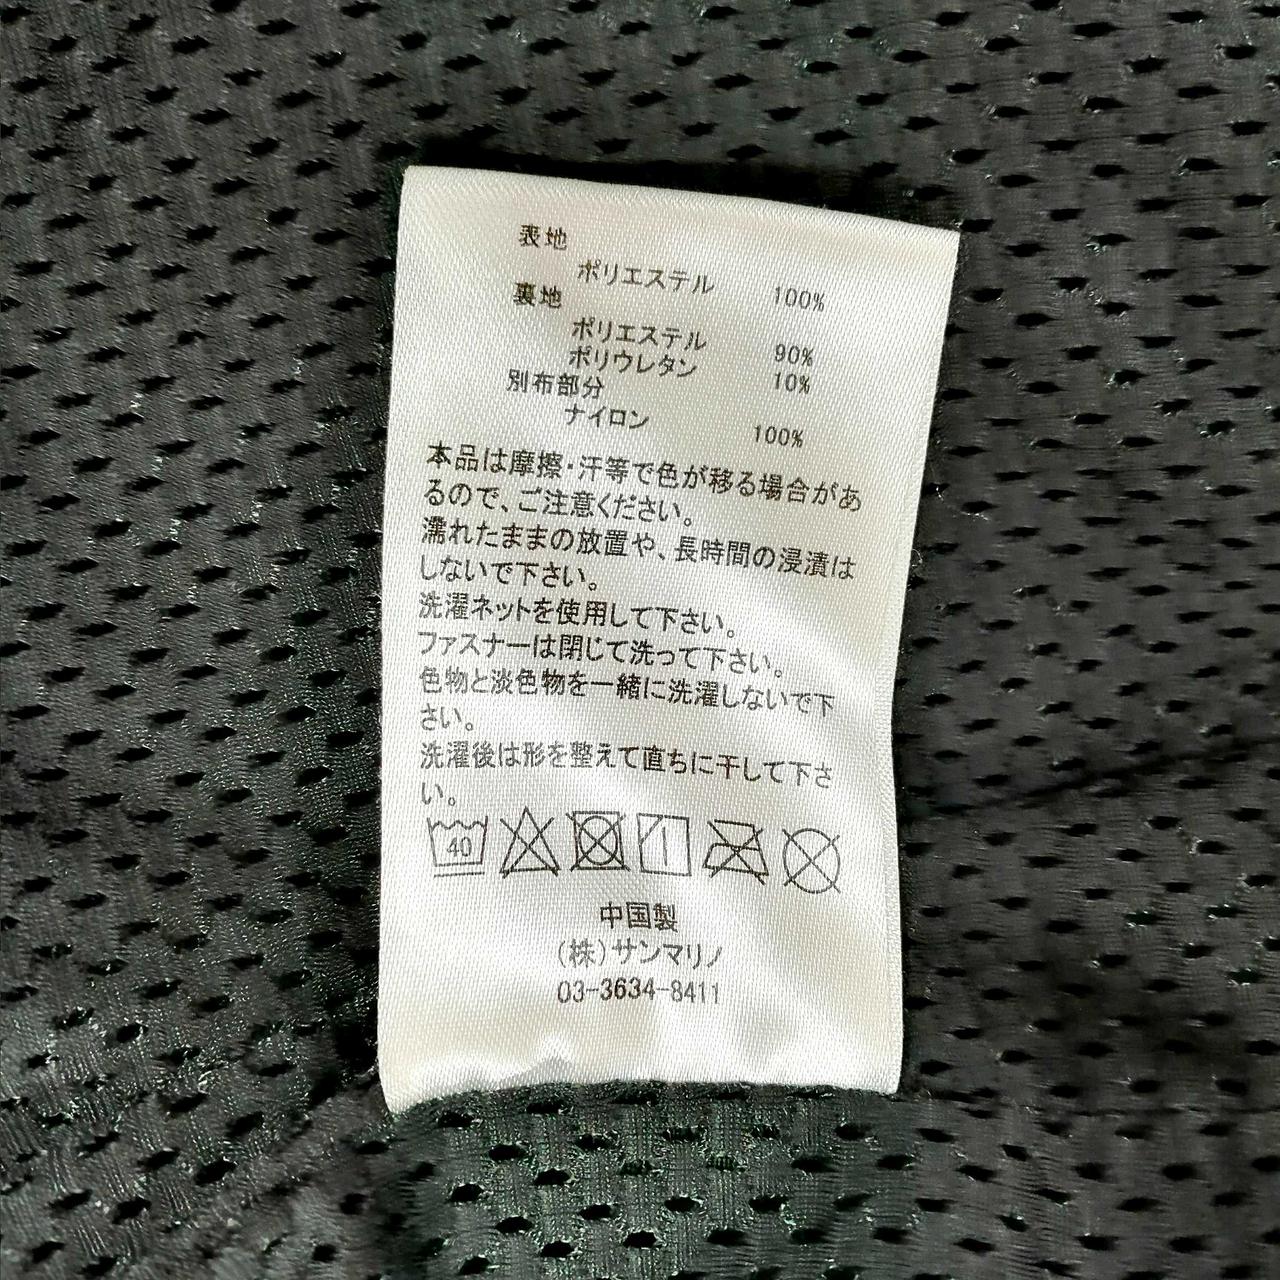 表地
ポリエステル 100%
裏地
ポリエステル 90%
ポリウレタン 10%
別布部分
ナイロン 100%
本品は摩擦・汗等で色が移る場合があ
るので、ご注意ください。
濡れたままの放置や、長時間の浸漬は
しないで下さい。
洗濯ネットを使用して下さい。
ファスナーは閉じて洗って下さい。
色物と淡色物を一緒に洗濯しないで下
さい。
洗濯後は形を整えて直ちに干して下さ
い。
40
中国製
(株)サンマリノ
03-3634-8411